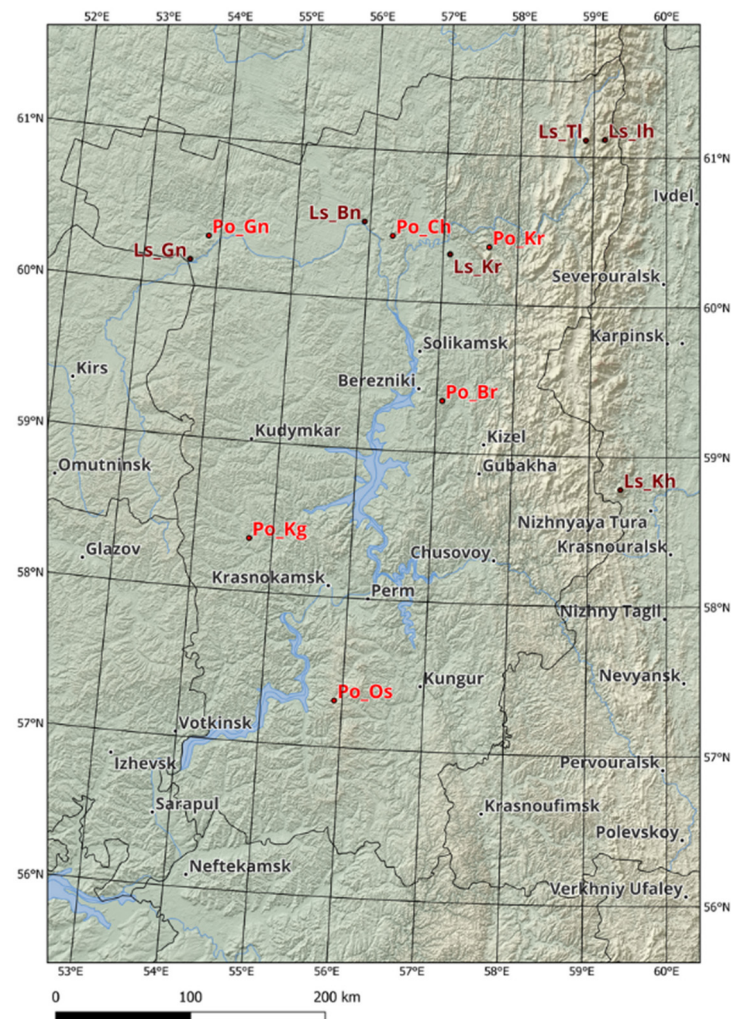 52°E 53°E 54°E 55°E 56°E 57°E 58°E 59°E 60°E
61°N
Ls_Tl Ls_Ih
61°N
Ivdel
Ls_Bn
Po_Gn Po_Ch Po_Kr
Ls_Gn
Ls_Kr
60°N
Severouralsk
60°N
Solikamsk
Karpinsk
Kirs
Berezniki
Po_Br
59°N
Kudymkar
Kizel
59°N
Omutninsk
Gubakha
Ls_Kh
Po_Kg
Nizhnyaya Tura
Glazov
Chusovoy
Krasnouralsk
58°N
Krasnokamsk
Perm
58°N
Nizhny Tagil
Po_Os
Kungur
Nevyansk
57°N
Votkinsk
57°N
Izhevsk
Pervouralsk
Sarapul
Krasnoufimsk
Polevskoy
56°N
Neftekamsk
Verkhniy Ufaley
56°N
53°E 54°E 55°E 56°E 57°E 58°E 59°E 60°E
0 100 200 km